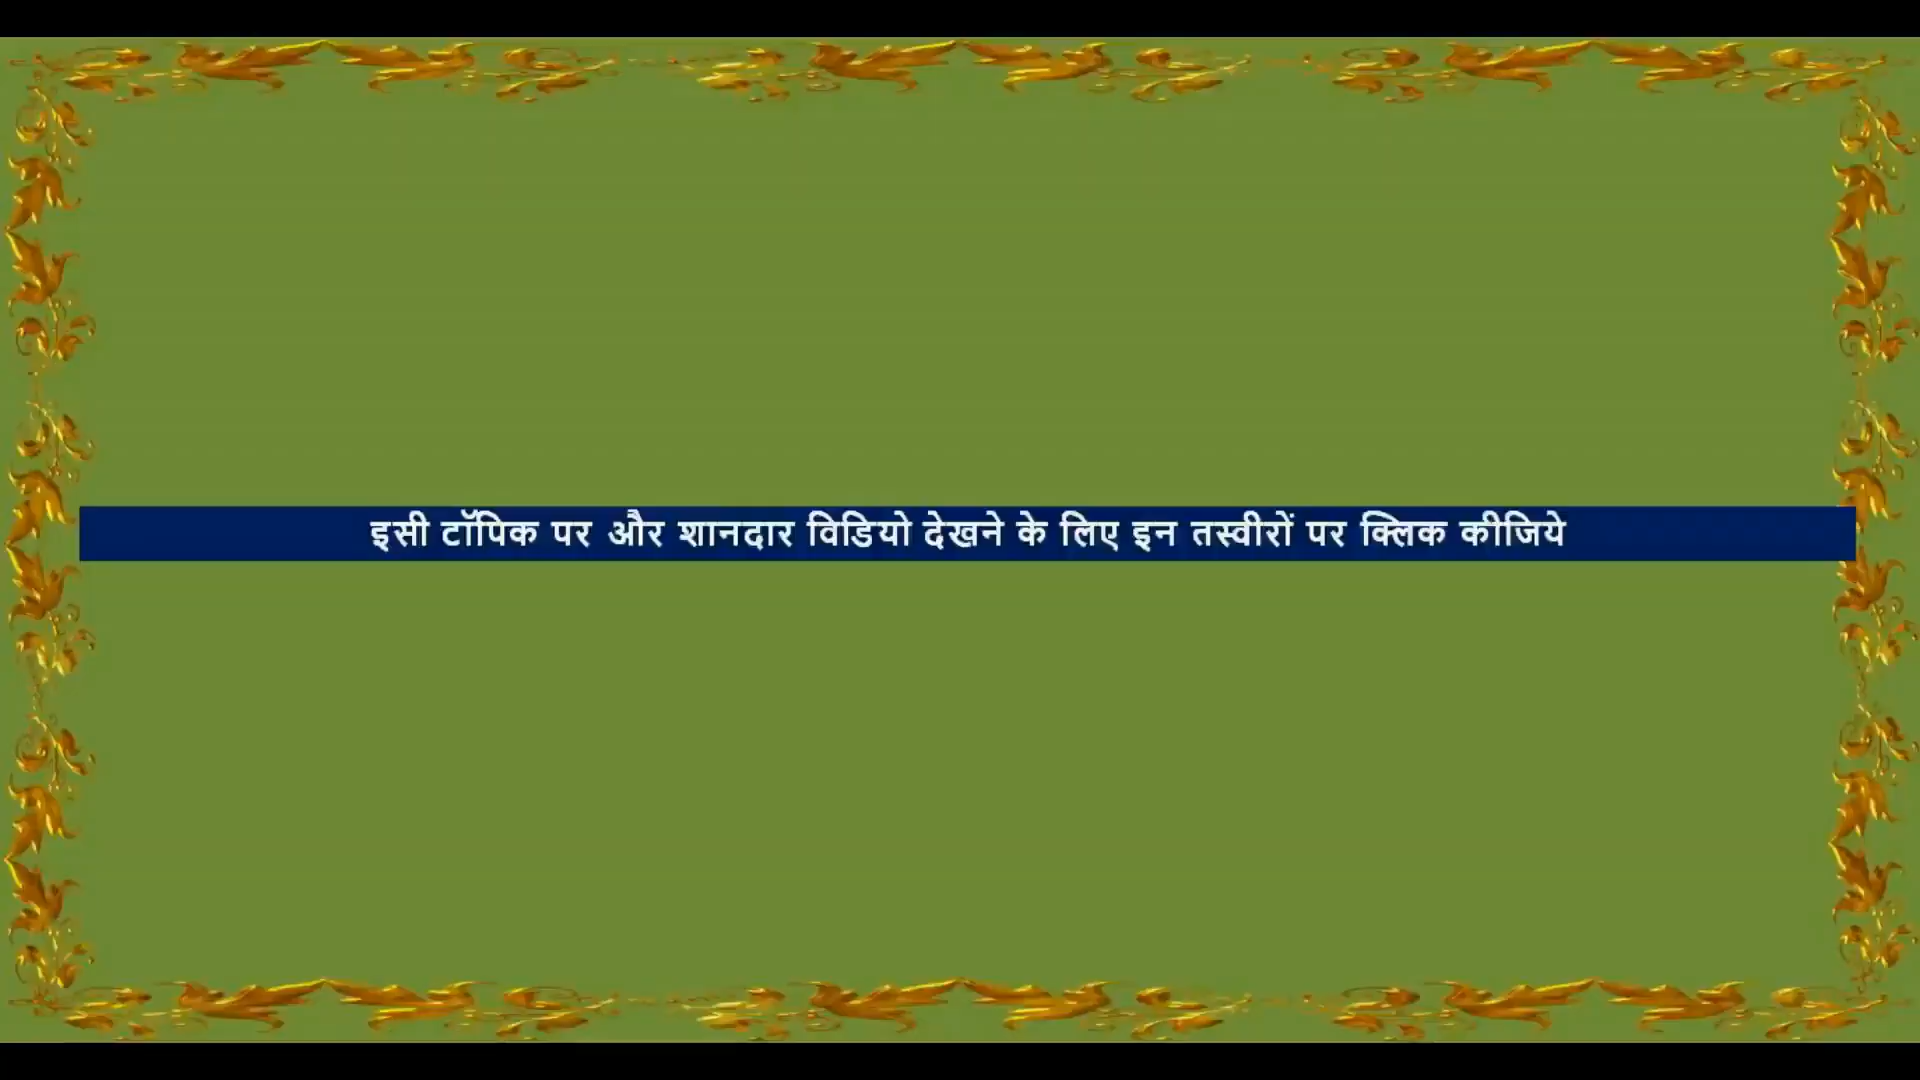 इसी टॉपिक पर और शानदार विडियो देखने के लिए इन तस्वीरों पर क्लिक कीजिये